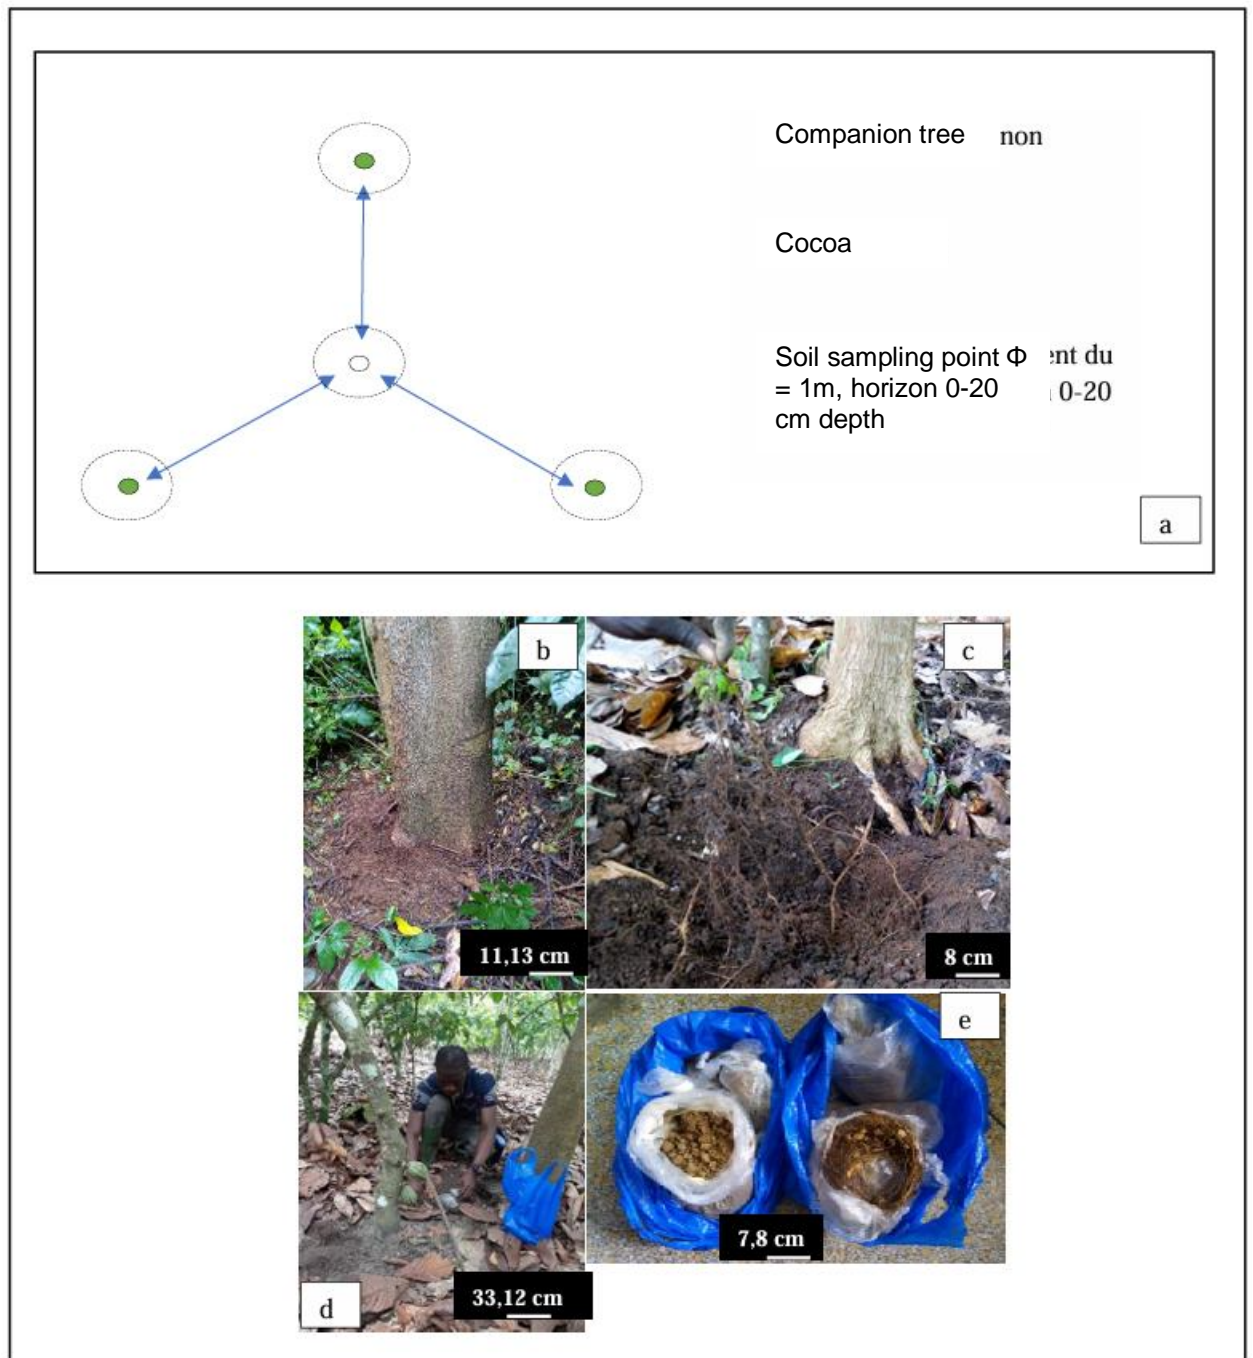 Companion tree non
Cocoa
Soil sampling point Φ ent du
= 1m, horizon 0-20 0-20
cm depth
a
b
c
11,13 cm
8 cm
e
7,8 cm
d
33,12 cm